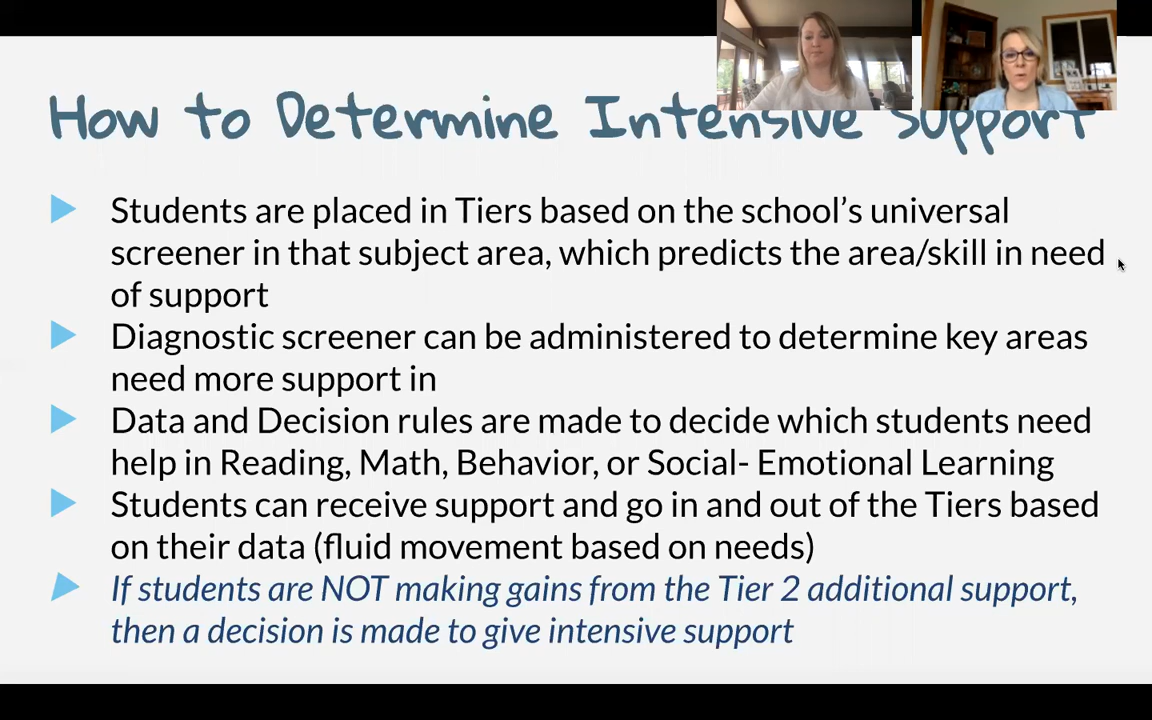 How to Determine Intensive Support
Students are placed in Tiers based on the school’s universal
screener in that subject area, which predicts the area/skill in need
of support
Diagnostic screener can be administered to determine key areas
need more support in
Data and Decision rules are made to decide which students need
help in Reading, Math, Behavior, or Social- Emotional Learning
Students can receive support and go in and out of the Tiers based
on their data (fluid movement based on needs)
If students are NOT making gains from the Tier 2 additional support,
then a decision is made to give intensive support